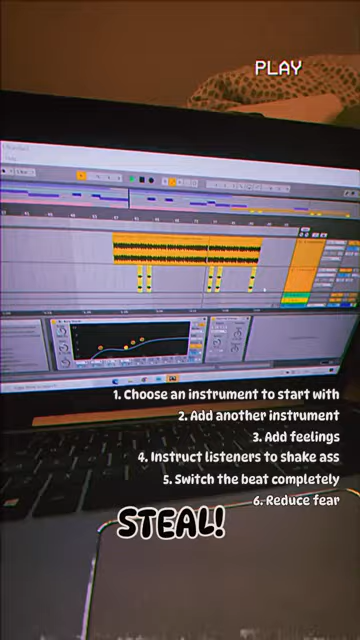 PLAY
1. Choose an instrument to start with
2. Add another instrument
3. Add feelings
4. Instruct listeners to shake ass
5. Switch the beat completely
6. Reduce fear
STEAL!